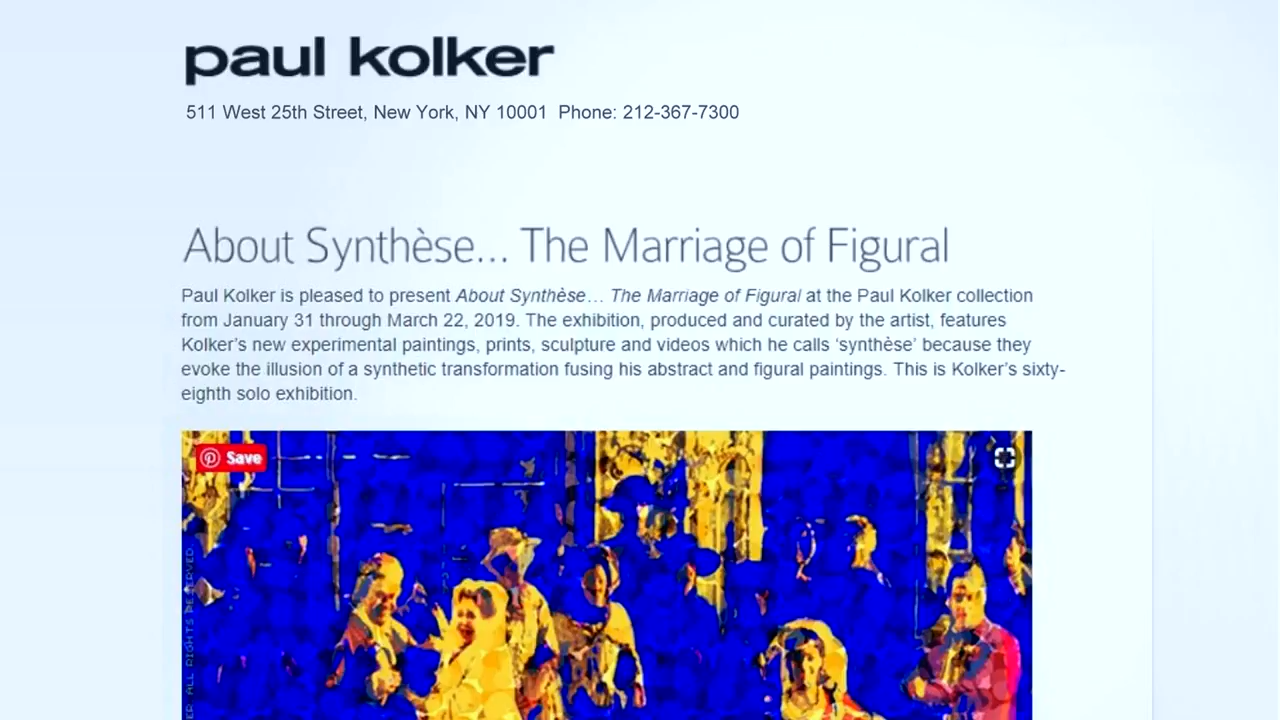 paul kolker
511 West 25th Street, New York, NY 10001 Phone: 212-367-7300
About Synthèse... The Marriage of Figural
Paul Kolker is pleased to present About Synthèse… The Marriage of Figural at the Paul Kolker collection
from January 31 through March 22, 2019. The exhibition, produced and curated by the artist, features
Kolker’s new experimental paintings, prints, sculpture and videos which he calls ‘synthèse’ because they
evoke the illusion of a synthetic transformation fusing his abstract and figural paintings. This is Kolker’s sixty-
eighth solo exhibition.
Save
ER. ALL RIGHTS RESERVED.